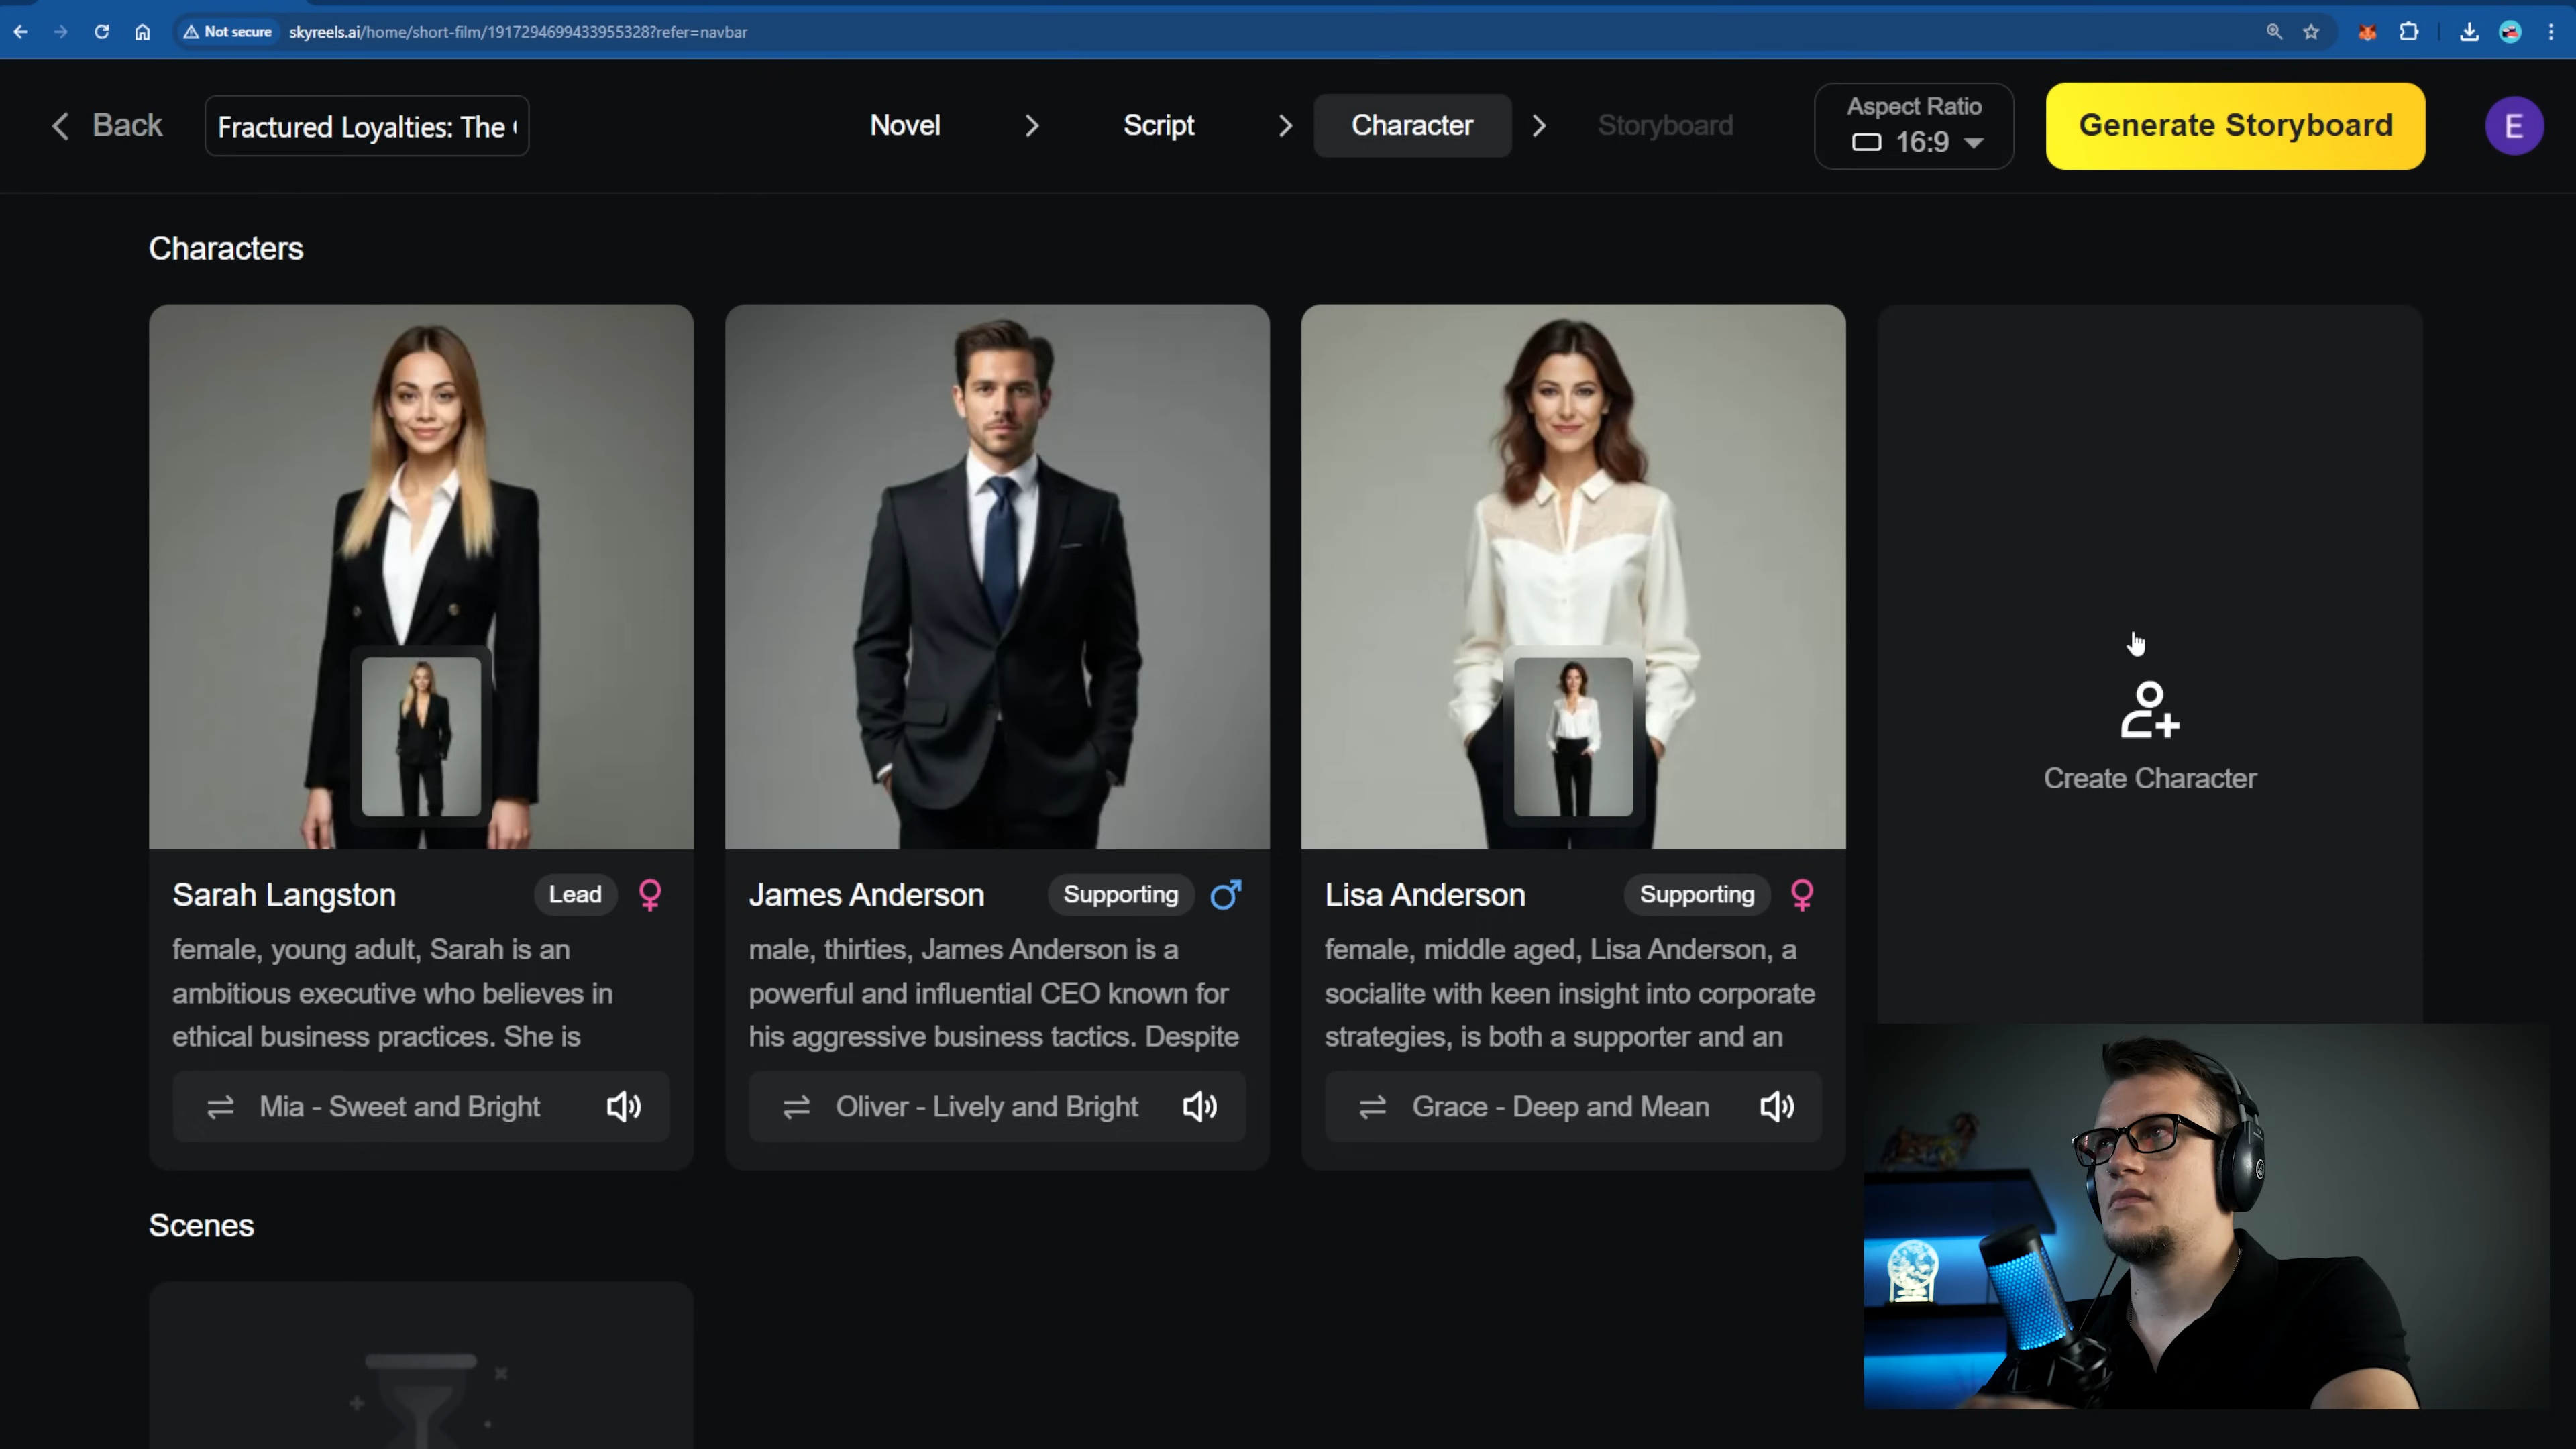 Not secure
skyreels.ai/home/short-film/1917294699433955328?refer=navbar
Back
Fractured Loyalties: The
Novel
Script
Character
Storyboard
Aspect Ratio
16:9
Generate Storyboard
E
Characters
Create Character
Sarah Langston
Lead
female, young adult, Sarah is an
ambitious executive who believes in
ethical business practices. She is
Mia - Sweet and Bright
James Anderson
Supporting
male, thirties, James Anderson is a
powerful and influential CEO known for
his aggressive business tactics. Despite
Oliver - Lively and Bright
Lisa Anderson
Supporting
female, middle aged, Lisa Anderson, a
socialite with keen insight into corporate
strategies, is both a supporter and an
Grace - Deep and Mean
Scenes